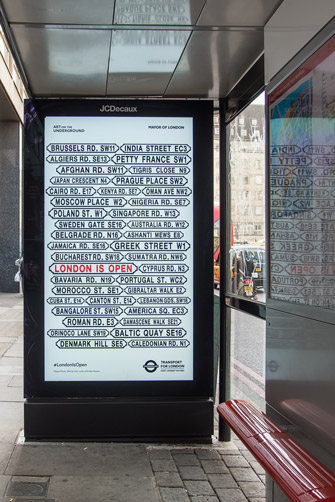 JCDecaux
ART ON THE UNDERGROUND
MAYOR OF LONDON
BRUSSELS RD. SW11 INDIA STREET EC3
ALGIERS RD. SE13 PETTY FRANCE SW1
AFGHAN RD. SW11 TIGRIS CLOSE N9
JAPAN CRESCENT N4 PRAGUE PLACE SW2
CAIRO RD. E17 KENYA RD. SE7 OMAN AVE NW2
MOSCOW PLACE W2 NIGERIA RD. SE7
POLAND ST. W1 SINGAPORE RD. W13
SWEDEN GATE SE16 AUSTRALIA RD. W12
BELGRADE RD. N16 ASHANTI MEWS E8
JAMAICA RD. SE16 GREEK STREET W1
BUCHAREST RD. SW18 SUMATRA RD. NW6
LONDON IS OPEN CYPRUS RD. N3
BAVARIA RD. N19 PORTUGAL ST. WC2
MOROCCO ST. SE1 GIBRALTAR WALK E2
CUBA ST. E14 CANTON ST. E14 LEBANON GDS. SW18
BANGALORE ST. SW15 AMERICA SQ. EC3
ROMAN RD. E3 DAMASCUS WALK SE21
ORINOCO LANE SW19 BALTIC QUAY SE16
DENMARK HILL SE5 CALEDONIAN RD. N1
#LondonIsOpen
TRANSPORT FOR LONDON
EVERY JOURNEY MATTERS